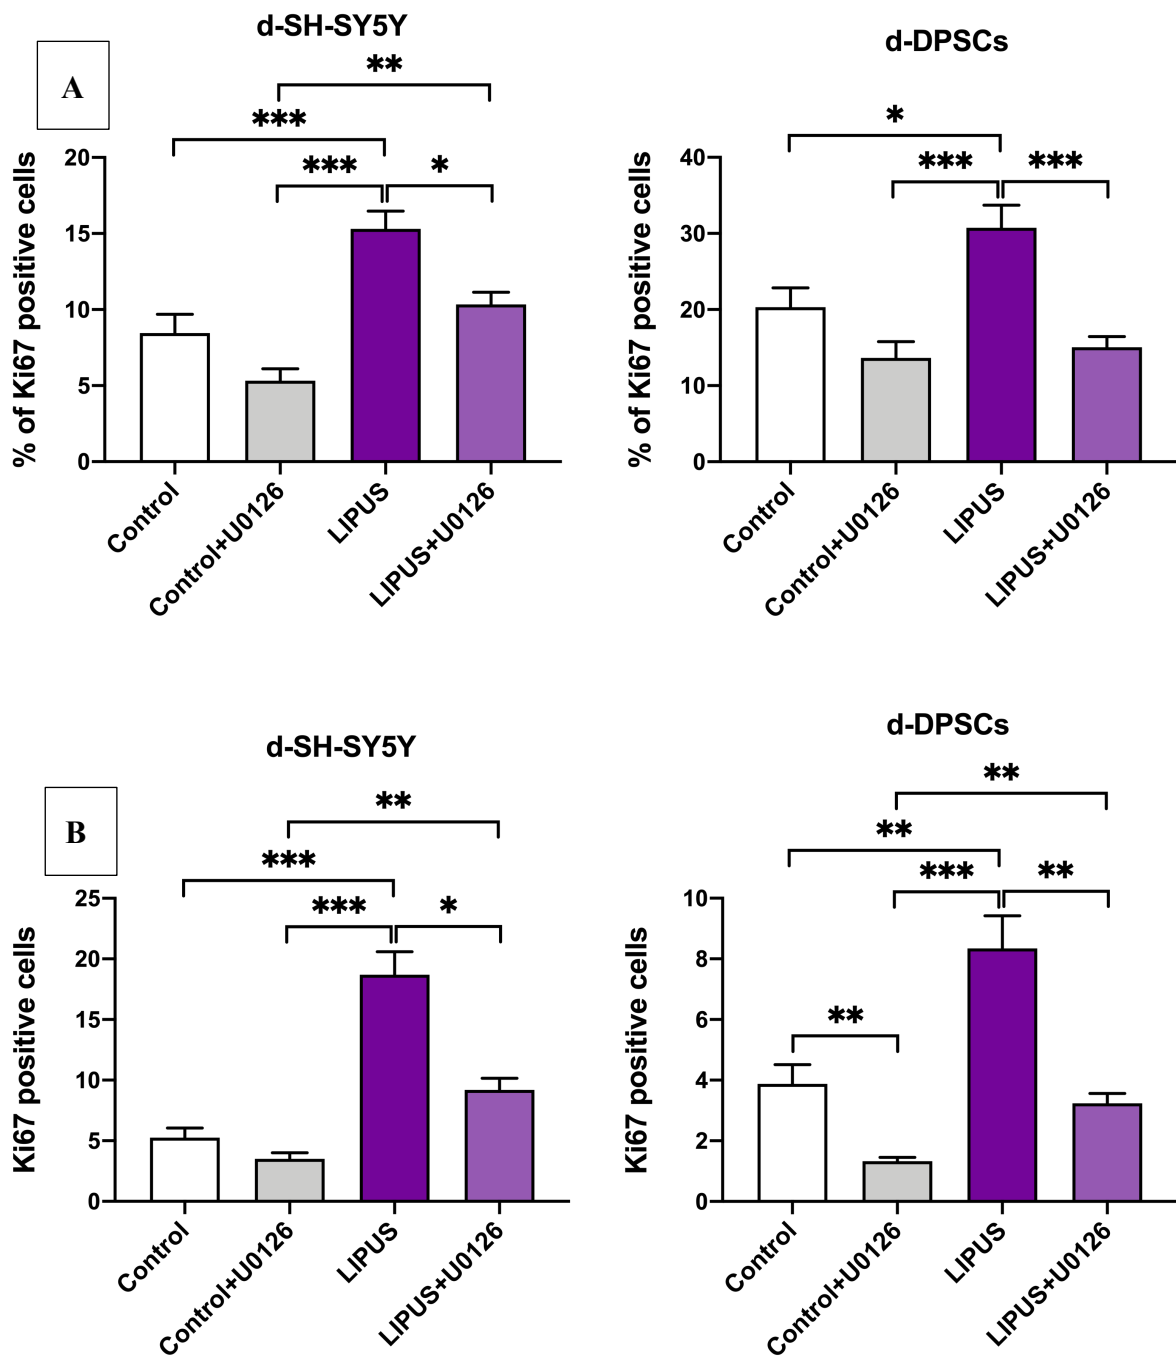 A
d-SH-SY5Y
**
***
***
*
% of Ki67 positive cells
20
15
10
5
0
Control
Control+U0126
LIPUS
LIPUS+U0126
d-DPSCs
*
***
***
% of Ki67 positive cells
40
30
20
10
0
Control
Control+U0126
LIPUS
LIPUS+U0126
B
d-SH-SY5Y
**
***
***
*
Ki67 positive cells
25
20
15
10
5
0
Control
Control+U0126
LIPUS
LIPUS+U0126
d-DPSCs
**
**
***
**
**
Ki67 positive cells
10
8
6
4
2
0
Control
Control+U0126
LIPUS
LIPUS+U0126